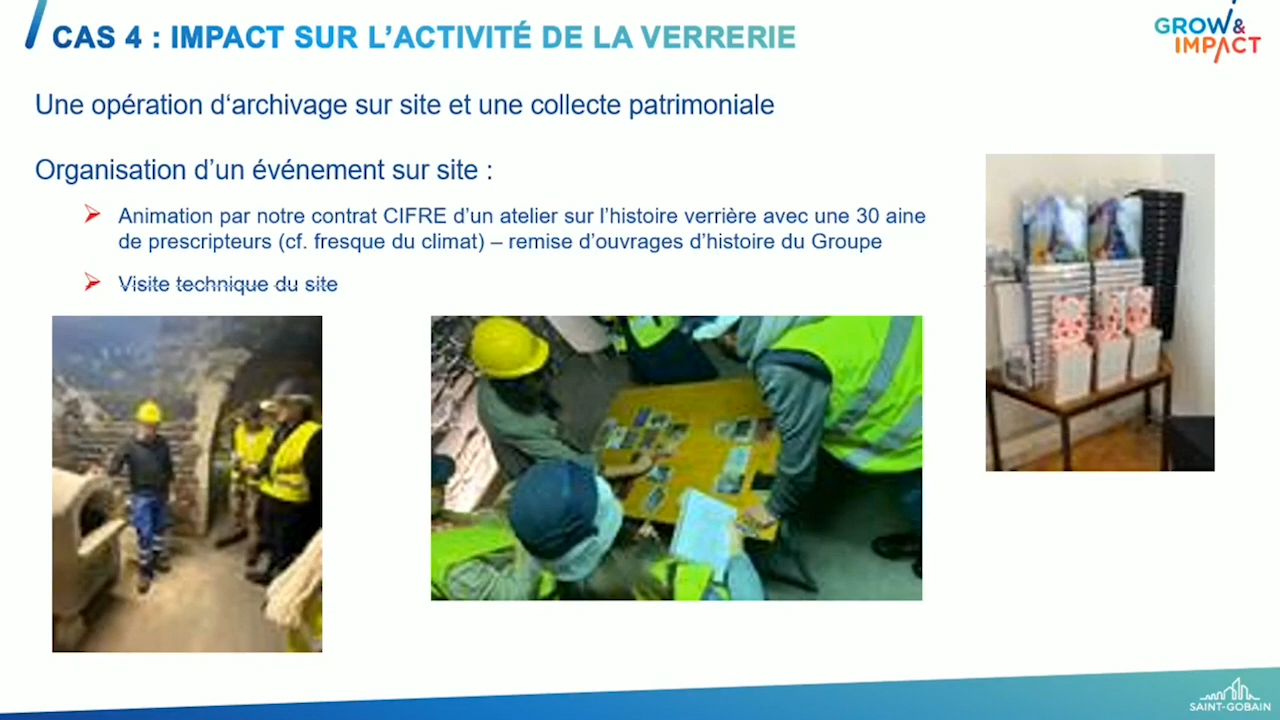 CAS 4 : IMPACT SUR L’ACTIVITÉ DE LA VERRERIE
GROW &
IMPACT
Une opération d‘archivage sur site et une collecte patrimoniale
Organisation d’un événement sur site :
Animation par notre contrat CIFRE d’un atelier sur l’histoire verrière avec une 30 aine
de prescripteurs (cf. fresque du climat) – remise d’ouvrages d’histoire du Groupe
Visite technique du site
SAINT-GOBAIN